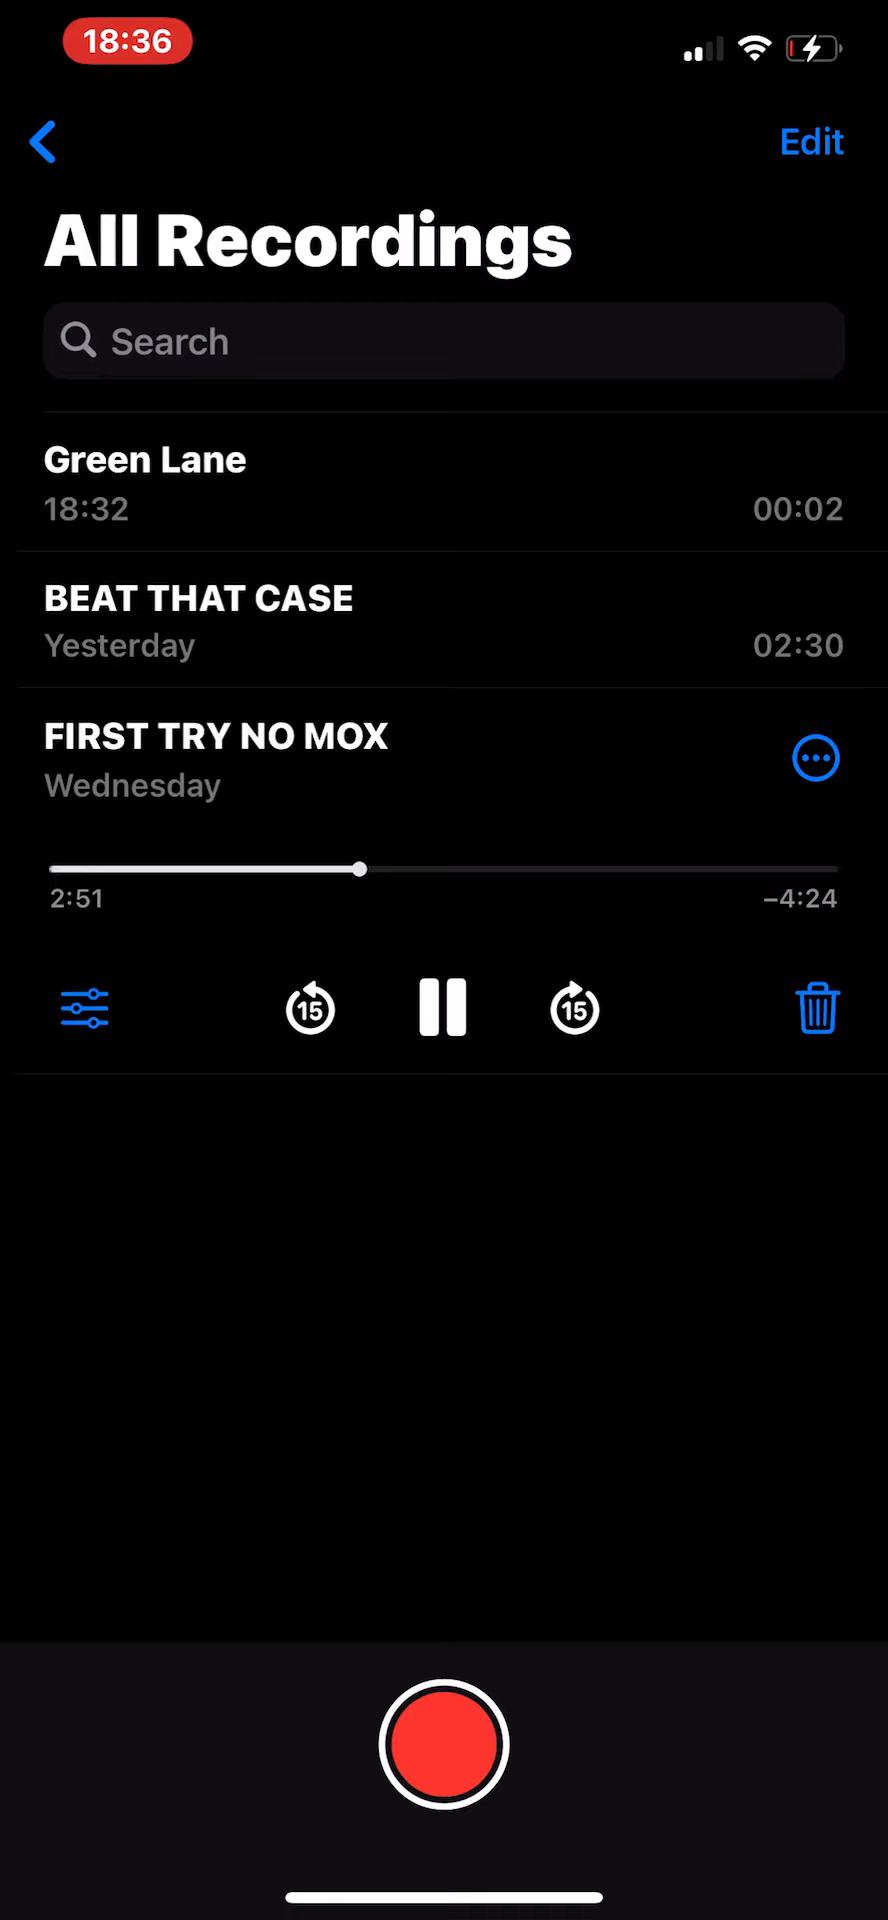 18:36
Edit
All Recordings
Search
Green Lane
18:32 00:02
BEAT THAT CASE
Yesterday 02:30
FIRST TRY NO MOX
Wednesday
2:51 –4:24
15 15